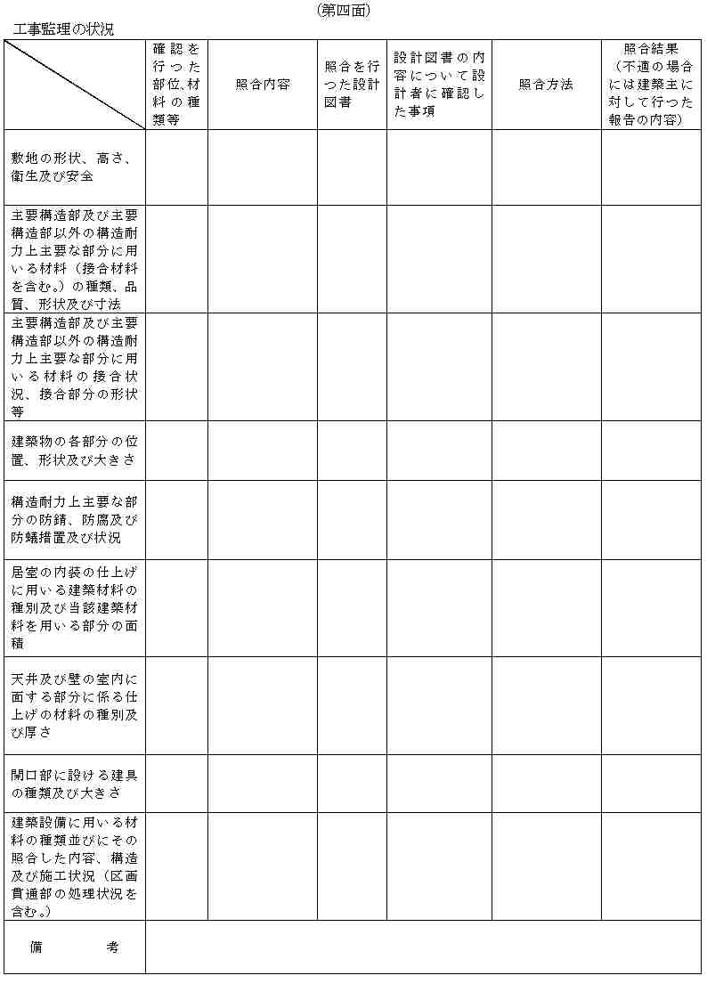 (第四面)
工事監理の状況
確認を
行つた
部位、材
料の種
類等
照合内容
照合を行
つた設計
図書
設計図書の内
容について設
計者に確認し
た事項
照合方法
照合結果
（不適の場合
には建築主に
対して行つた
報告の内容）
敷地の形状、高さ、
衛生及び安全
主要構造部及び主要
構造部以外の構造耐
力上主要な部分に用
いる材料（接合材料
を含む。）の種類、品
質、形状及び寸法
主要構造部及び主要
構造部以外の構造耐
力上主要な部分に用
いる材料の接合状
況、接合部分の形状
等
建築物の各部分の位
置、形状及び大きさ
構造耐力上主要な部
分の防錆、防腐及び
防蟻措置及び状況
居室の内装の仕上げ
に用いる建築材料の
種別及び当該建築材
料を用いる部分の面
積
天井及び壁の室内に
面する部分に係る仕
上げの材料の種別及
び厚さ
開口部に設ける建具
の種類及び大きさ
建築設備に用いる材
料の種類並びにその
照合した内容、構造
及び施工状況（区画
貫通部の処理状況を
含む。）
備　　　　考